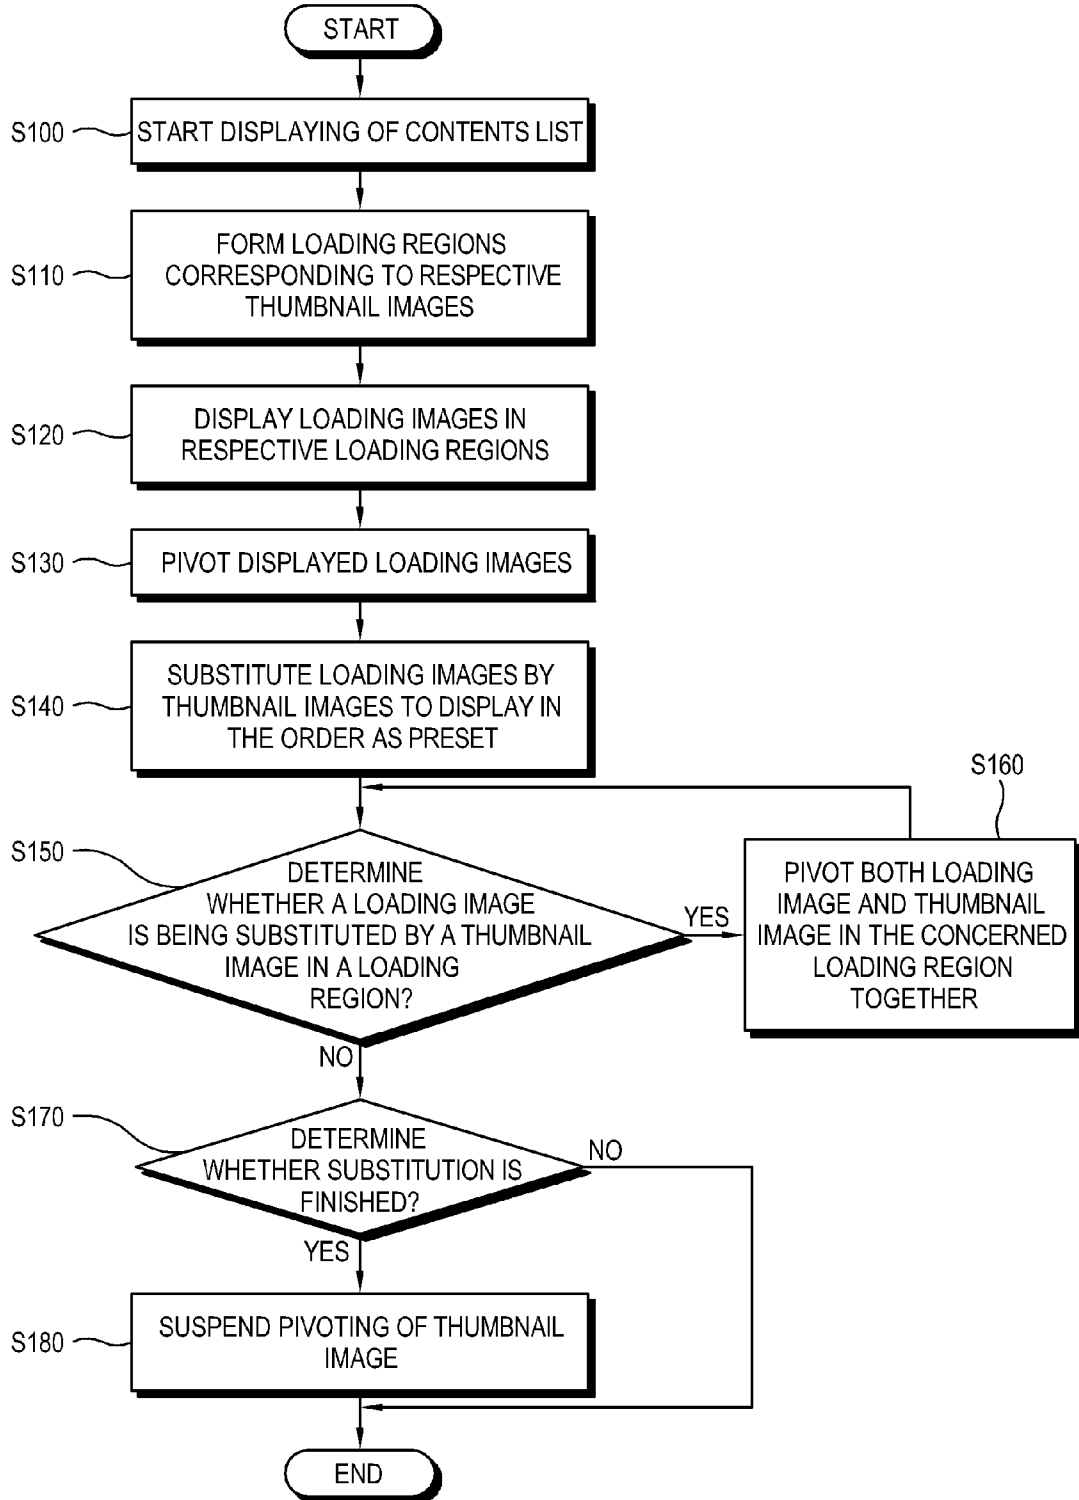 START
S100
START DISPLAYING OF CONTENTS LIST
S110
FORM LOADING REGIONS
CORRESPONDING TO RESPECTIVE
THUMBNAIL IMAGES
S120
DISPLAY LOADING IMAGES IN
RESPECTIVE LOADING REGIONS
S130
PIVOT DISPLAYED LOADING IMAGES
S140
SUBSTITUTE LOADING IMAGES BY
THUMBNAIL IMAGES TO DISPLAY IN
THE ORDER AS PRESET
S150
DETERMINE
WHETHER A LOADING IMAGE
IS BEING SUBSTITUTED BY A THUMBNAIL
IMAGE IN A LOADING
REGION?
YES
S160
PIVOT BOTH LOADING
IMAGE AND THUMBNAIL
IMAGE IN THE CONCERNED
LOADING REGION
TOGETHER
NO
S170
DETERMINE
WHETHER SUBSTITUTION IS
FINISHED?
NO
YES
S180
SUSPEND PIVOTING OF THUMBNAIL
IMAGE
END